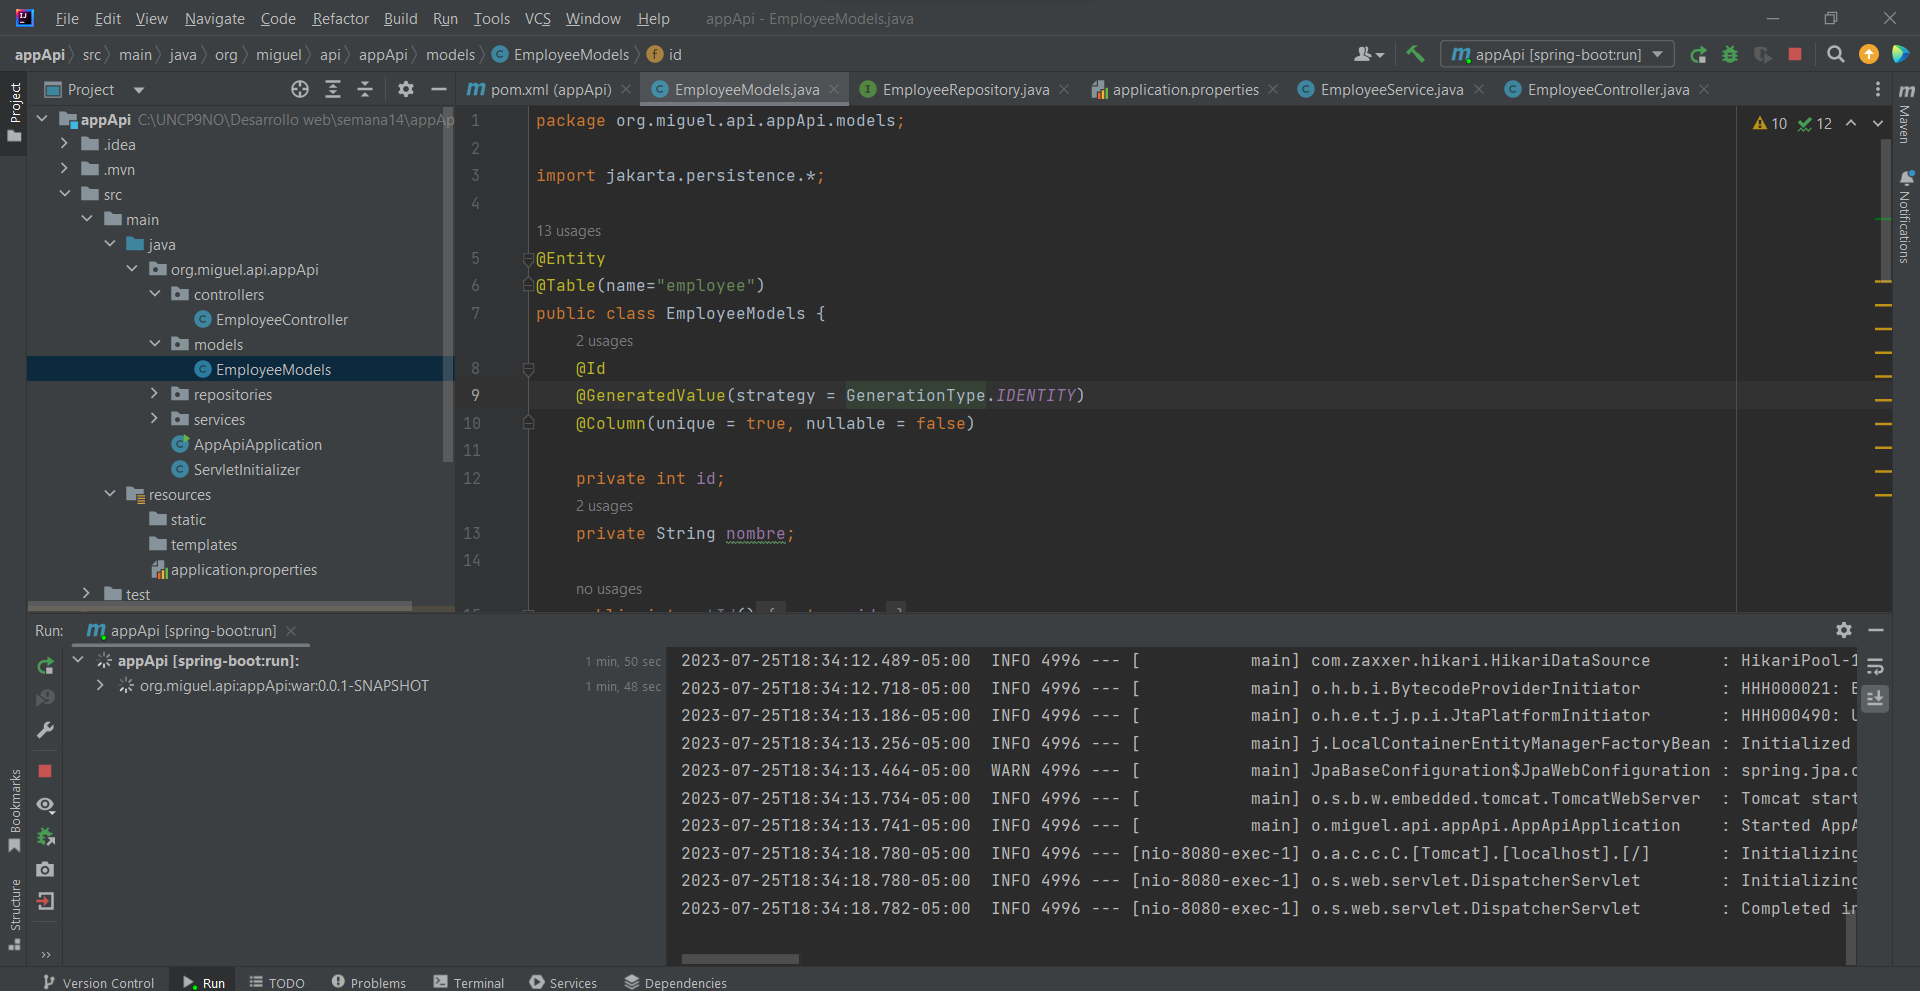 File Edit View Navigate Code Refactor Build Run Tools VCS Window Help appApi - EmployeeModels.java
appApi src main java org miguel api appApi models EmployeeModels id appApi [spring-boot:run]
Project
pom.xml (appApi) EmployeeModels.java EmployeeRepository.java application.properties EmployeeService.java EmployeeController.java
appApi C:\UNCP9NO\Desarrollo web\semana14\appAp
.idea
.mvn
src
main
java
org.miguel.api.appApi
controllers
EmployeeController
models
EmployeeModels
repositories
services
AppApiApplication
ServletInitializer
resources
static
templates
application.properties
test
Project
Bookmarks
Structure
10 12
1 package org.miguel.api.appApi.models;
2
3 import jakarta.persistence.*;
4
13 usages
5 @Entity
6 @Table(name="employee")
7 public class EmployeeModels {
2 usages
8 @Id
9 @GeneratedValue(strategy = GenerationType.IDENTITY)
10 @Column(unique = true, nullable = false)
11
12 private int id;
2 usages
13 private String nombre;
14
no usages
Maven
Notifications
Run: appApi [spring-boot:run]
appApi [spring-boot:run]: 1 min, 50 sec
org.miguel.api:appApi:war:0.0.1-SNAPSHOT 1 min, 48 sec
2023-07-25T18:34:12.489-05:00 INFO 4996 --- [ main] com.zaxxer.hikari.HikariDataSource : HikariPool-1
2023-07-25T18:34:12.718-05:00 INFO 4996 --- [ main] o.h.b.i.BytecodeProviderInitiator : HHH000021:
2023-07-25T18:34:13.186-05:00 INFO 4996 --- [ main] o.h.e.t.j.p.i.JtaPlatformInitiator : HHH000490:
2023-07-25T18:34:13.256-05:00 INFO 4996 --- [ main] j.LocalContainerEntityManagerFactoryBean : Initialized
2023-07-25T18:34:13.464-05:00 WARN 4996 --- [ main] JpaBaseConfiguration$JpaWebConfiguration : spring.jpa.o
2023-07-25T18:34:13.734-05:00 INFO 4996 --- [ main] o.s.b.w.embedded.tomcat.TomcatWebServer : Tomcat start
2023-07-25T18:34:13.741-05:00 INFO 4996 --- [ main] o.miguel.api.appApi.AppApiApplication : Started AppA
2023-07-25T18:34:18.780-05:00 INFO 4996 --- [nio-8080-exec-1] o.a.c.c.C.[Tomcat].[localhost].[/] : Initializing
2023-07-25T18:34:18.780-05:00 INFO 4996 --- [nio-8080-exec-1] o.s.web.servlet.DispatcherServlet : Initializing
2023-07-25T18:34:18.782-05:00 INFO 4996 --- [nio-8080-exec-1] o.s.web.servlet.DispatcherServlet : Completed in
Version Control Run TODO Problems Terminal Services Dependencies